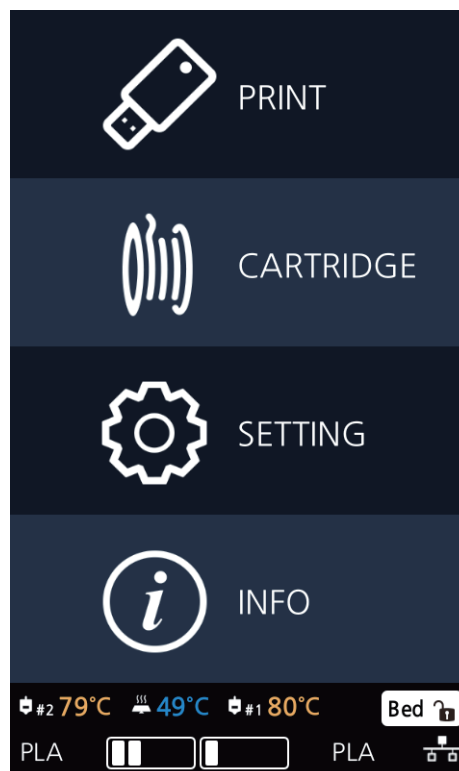 PRINT
CARTRIDGE
SETTING
INFO
#2 79°C 49°C #1 80°C Bed
PLA PLA